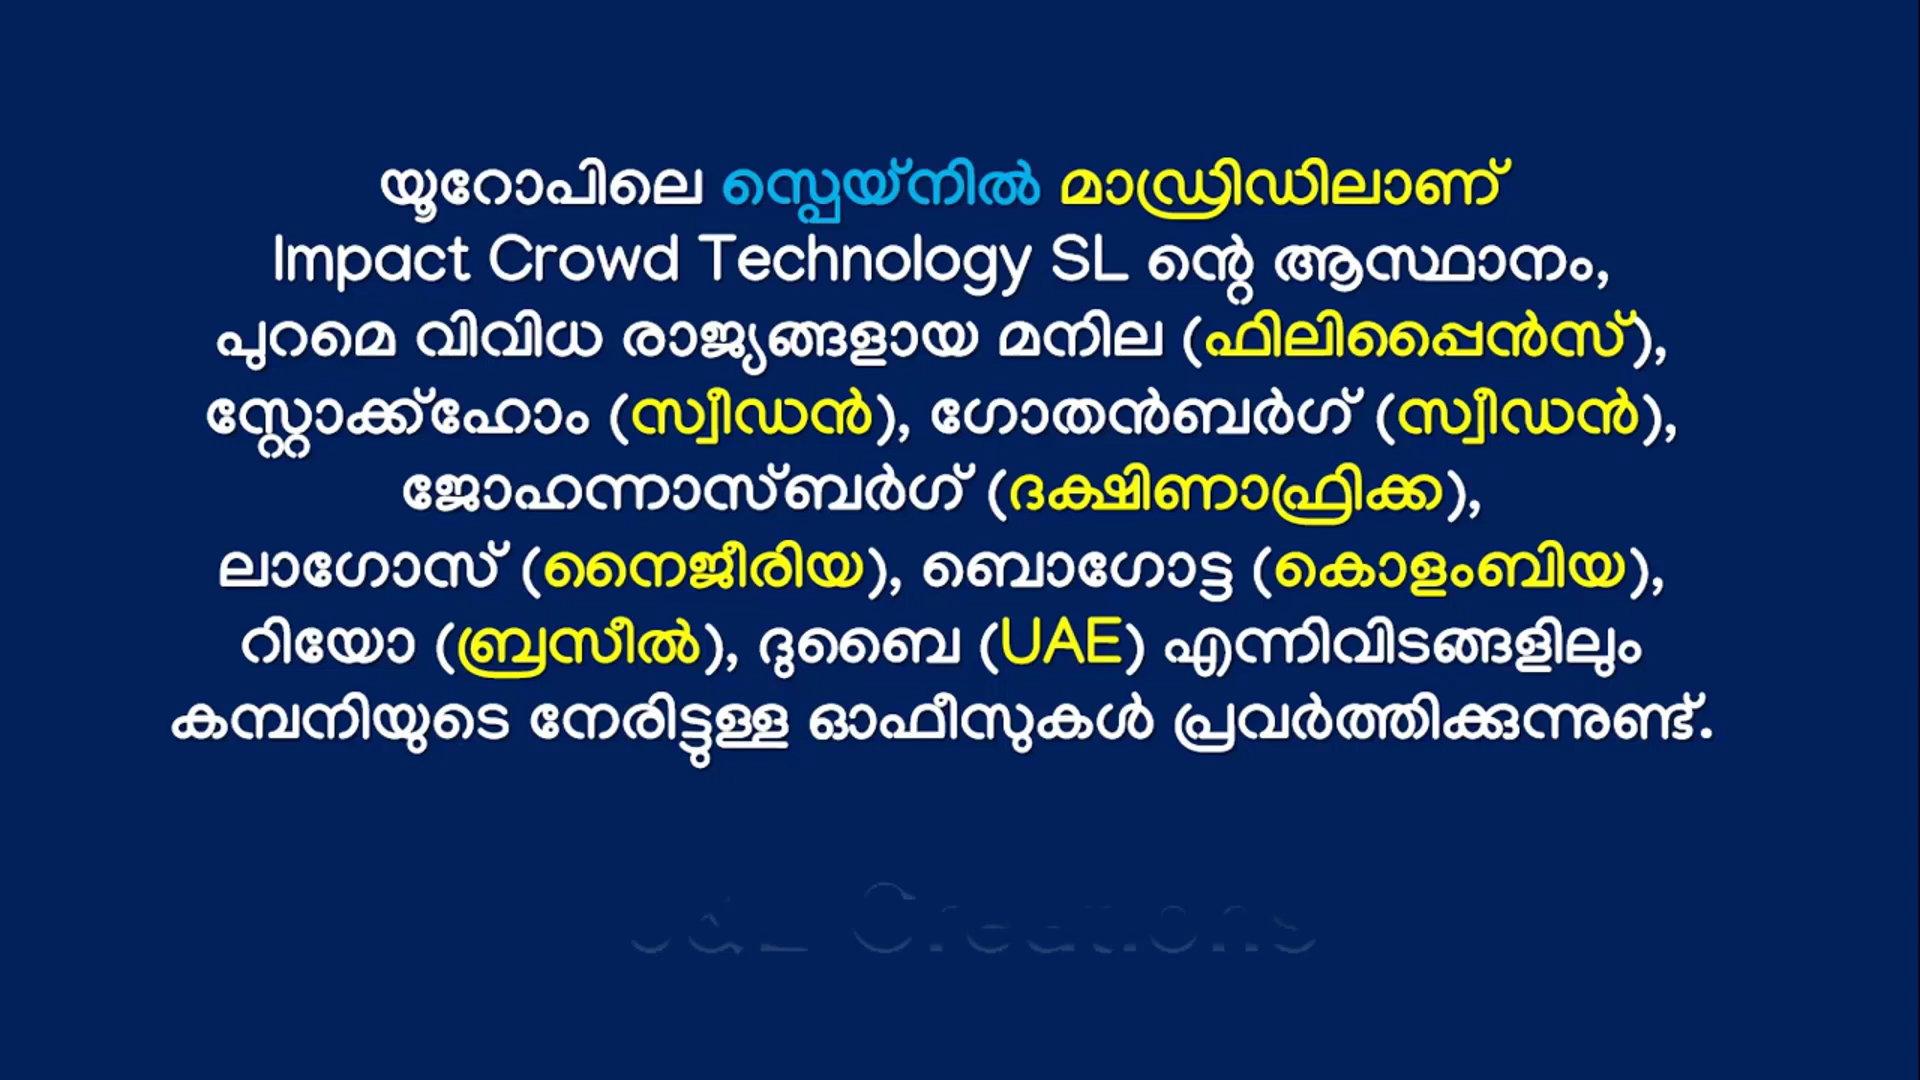 യൂറോപിലെ സ്പെയ്നിൽ മാഡ്രിഡിലാണ്
Impact Crowd Technology SL ന്റെ ആസ്ഥാനം,
പുറമെ വിവിധ രാജ്യങ്ങളായ മനില (ഫിലിപ്പൈൻസ്),
സ്റ്റോക്ക്ഹോം (സ്വീഡൻ), ഗോതൻബർഗ് (സ്വീഡൻ),
ജോഹന്നാസ്ബർഗ് (ദക്ഷിണാഫ്രിക്ക),
ലാഗോസ് (നൈജീരിയ), ബൊഗോട്ട (കൊളംബിയ),
റിയോ (ബ്രസീൽ), ദുബൈ (UAE) എന്നിവിടങ്ങളിലും
കമ്പനിയുടെ നേരിട്ടുള്ള ഓഫീസുകൾ പ്രവർത്തിക്കുന്നുണ്ട്.
Creations